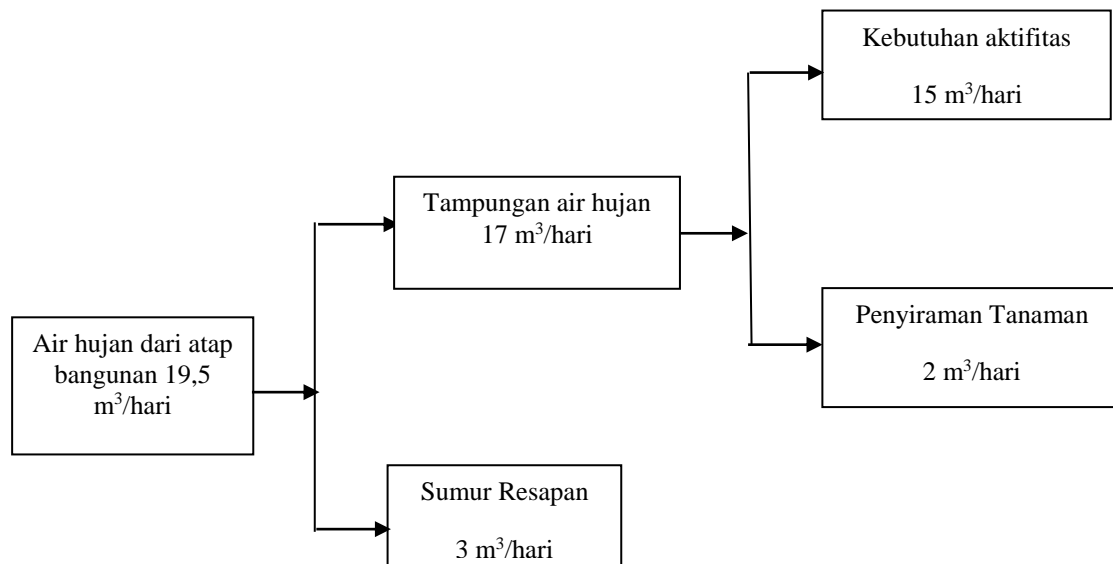 Kebutuhan aktifitas
15 m³/hari
Tampungan air hujan
17 m³/hari
Air hujan dari atap
bangunan 19,5
m³/hari
Penyiraman Tanaman
2 m³/hari
Sumur Resapan
3 m³/hari